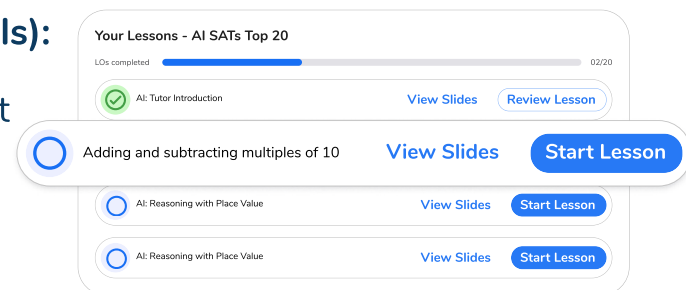 ls):
Your Lessons - AI SATs Top 20
LOs completed 02/20
AI: Tutor Introduction View Slides Review Lesson
t
Adding and subtracting multiples of 10 View Slides Start Lesson
AI: Reasoning with Place Value View Slides Start Lesson
AI: Reasoning with Place Value View Slides Start Lesson